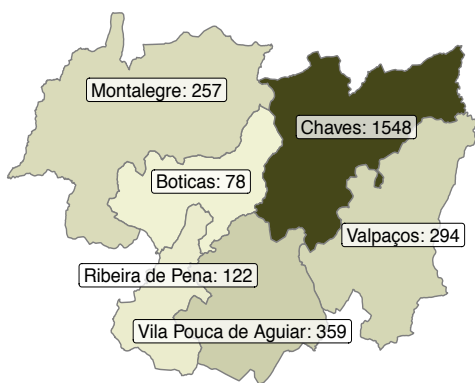 Montalegre: 257
Chaves: 1548
Boticas: 78
Valpaços: 294
Ribeira de Pena: 122
Vila Pouca de Aguiar: 359